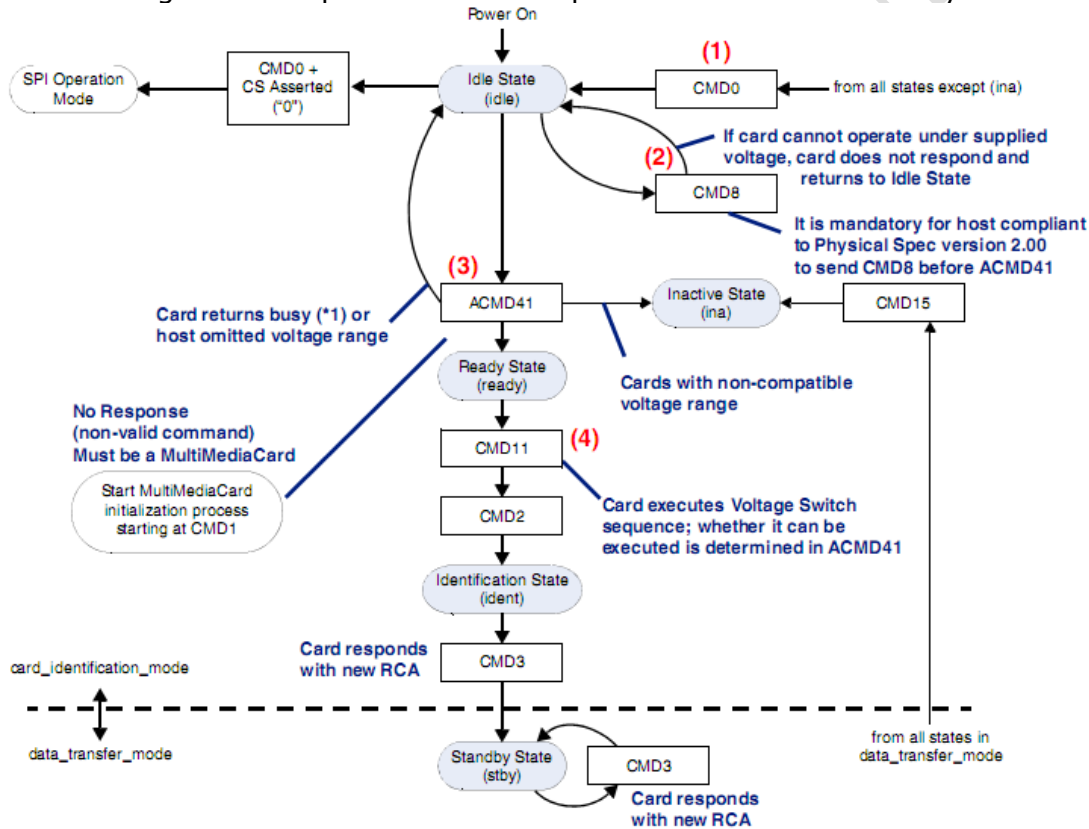 Power On
(1)
SPI Operation
Mode
CMD0 +
CS Asserted
("0")
Idle State
(idle)
CMD0
from all states except (ina)
If card cannot operate under supplied
voltage, card does not respond and
returns to Idle State
(2)
CMD8
It is mandatory for host compliant
to Physical Spec version 2.00
to send CMD8 before ACMD41
(3)
ACMD41
Inactive State
(ina)
CMD15
Card returns busy (*1) or
host omitted voltage range
Ready State
(ready)
Cards with non-compatible
voltage range
No Response
(non-valid command)
Must be a MultiMediaCard
CMD11
(4)
Start MultiMediaCard
initialization process
starting at CMD1
CMD2
Card executes Voltage Switch
sequence; whether it can be
executed is determined in ACMD41
Identification State
(ident)
Card responds
with new RCA
CMD3
card_identification_mode
data_transfer_mode
from all states in
data_transfer_mode
Standby State
(stby)
CMD3
Card responds
with new RCA